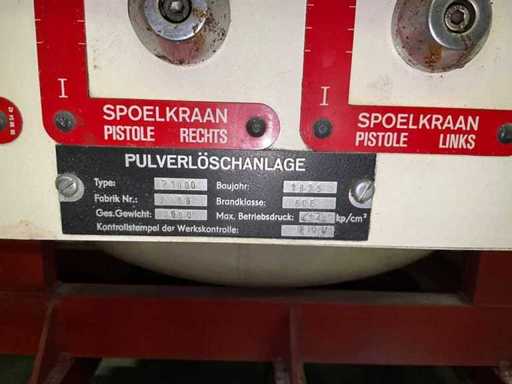 I
I
SPOELKRAAN
PISTOLE RECHTS
SPOELKRAAN
PISTOLE LINKS
PULVERLÖSCHANLAGE
Type: Baujahr:
Fabrik Nr.: Brandklasse:
Ges.Gewicht: Max. Betriebsdruck: kp/cm²
Kontrollstempel der Werkskontrolle: